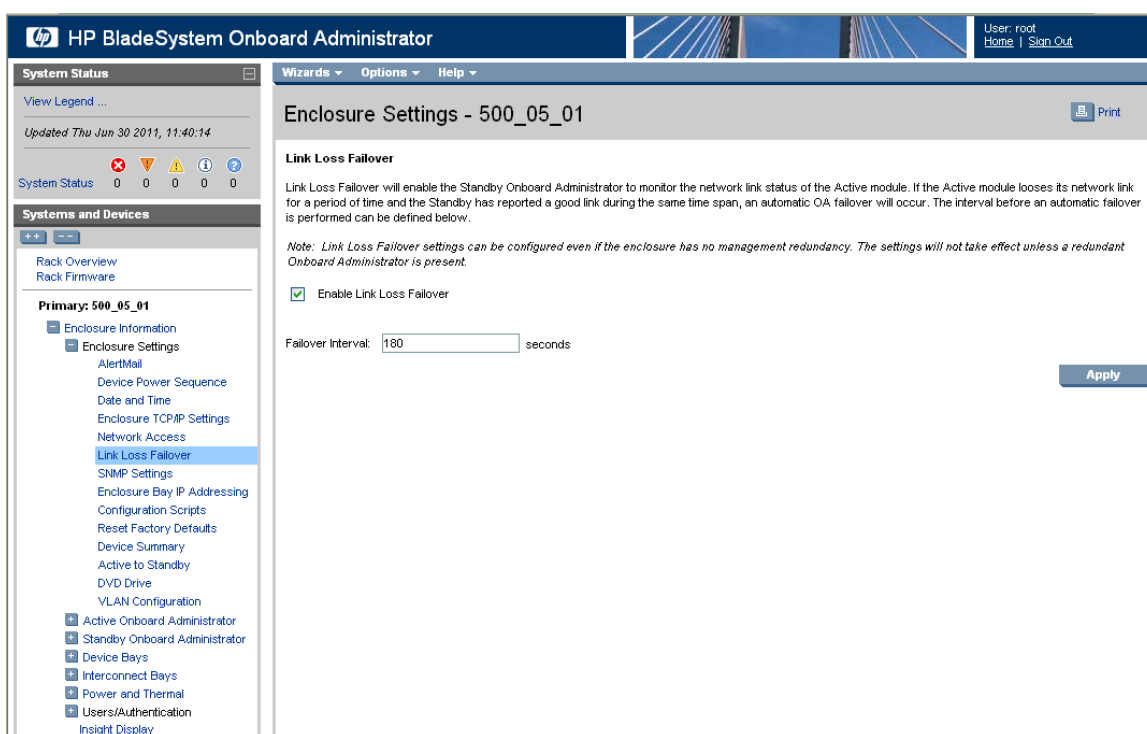 hp HP BladeSystem Onboard Administrator
User: root
Home | Sign Out
System Status
View Legend ...
Updated Thu Jun 30 2011, 11:40:14
System Status 0 0 0 0 0
Systems and Devices
++ --
Rack Overview
Rack Firmware
Primary: 500_05_01
Enclosure Information
Enclosure Settings
AlertMail
Device Power Sequence
Date and Time
Enclosure TCP/IP Settings
Network Access
Link Loss Failover
SNMP Settings
Enclosure Bay IP Addressing
Configuration Scripts
Reset Factory Defaults
Device Summary
Active to Standby
DVD Drive
VLAN Configuration
Active Onboard Administrator
Standby Onboard Administrator
Device Bays
Interconnect Bays
Power and Thermal
Users/Authentication
Insight Display
Wizards Options Help
Enclosure Settings - 500_05_01
Print
Link Loss Failover
Link Loss Failover will enable the Standby Onboard Administrator to monitor the network link status of the Active module. If the Active module looses its network link
for a period of time and the Standby has reported a good link during the same time span, an automatic OA failover will occur. The interval before an automatic failover
is performed can be defined below.
Note: Link Loss Failover settings can be configured even if the enclosure has no management redundancy. The settings will not take effect unless a redundant
Onboard Administrator is present.
Enable Link Loss Failover
Failover Interval: 180 seconds
Apply